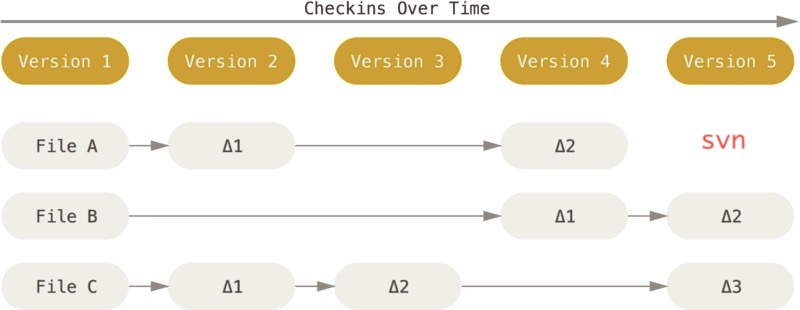 Checkins Over Time
Version 1 Version 2 Version 3 Version 4 Version 5
File A Δ1 Δ2 svn
File B Δ1 Δ2
File C Δ1 Δ2 Δ3